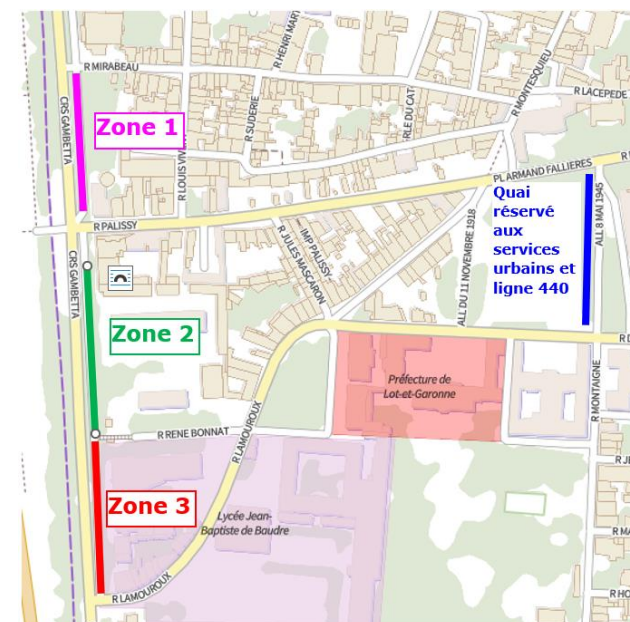 R HENRI MAR
R MIRABEAU
R MONTESQUIEU
R LACEPEDE
Zone 1
R SUDERIE
RLE DU CAT
CRS GAMBETTA
R LOUIS VIV
PL ARMAND FALLIERES
R PALISSY
Quai
réservé
aux
services
urbains et
ligne 440
ALL 8 MAI 1945
IMP PALISSY
R JULES MASCARON
ALL DU 11 NOVEMBRE 1918
CRS GAMBETTA
Zone 2
Préfecture de
Lot-et-Garonne
R MONTAIGNE
R RENE BONNAT
R LAMOUROUX
Zone 3
Lycée Jean-
Baptiste de Baudre
R LAMOUROUX
R HO